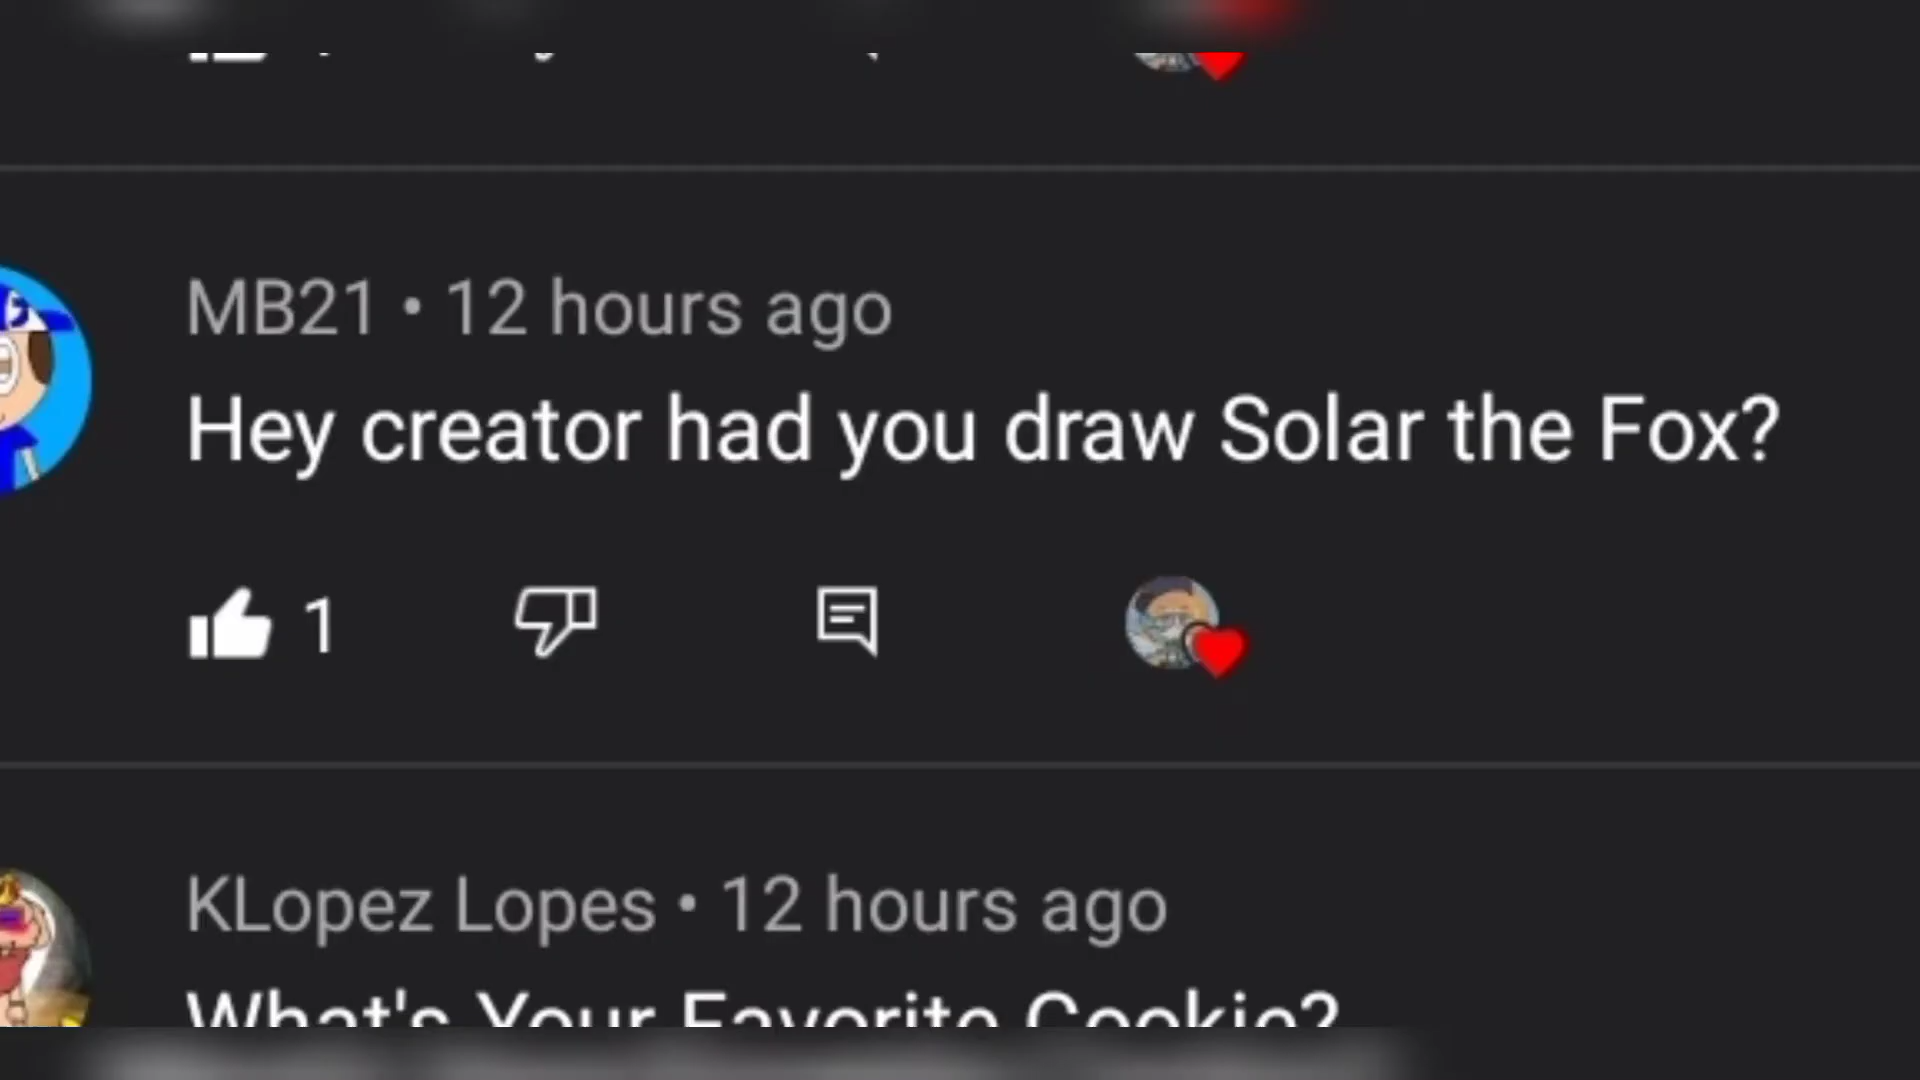 MB21 • 12 hours ago
Hey creator had you draw Solar the Fox?
1
KLopez Lopes • 12 hours ago
What's Your Favorite Cookie?